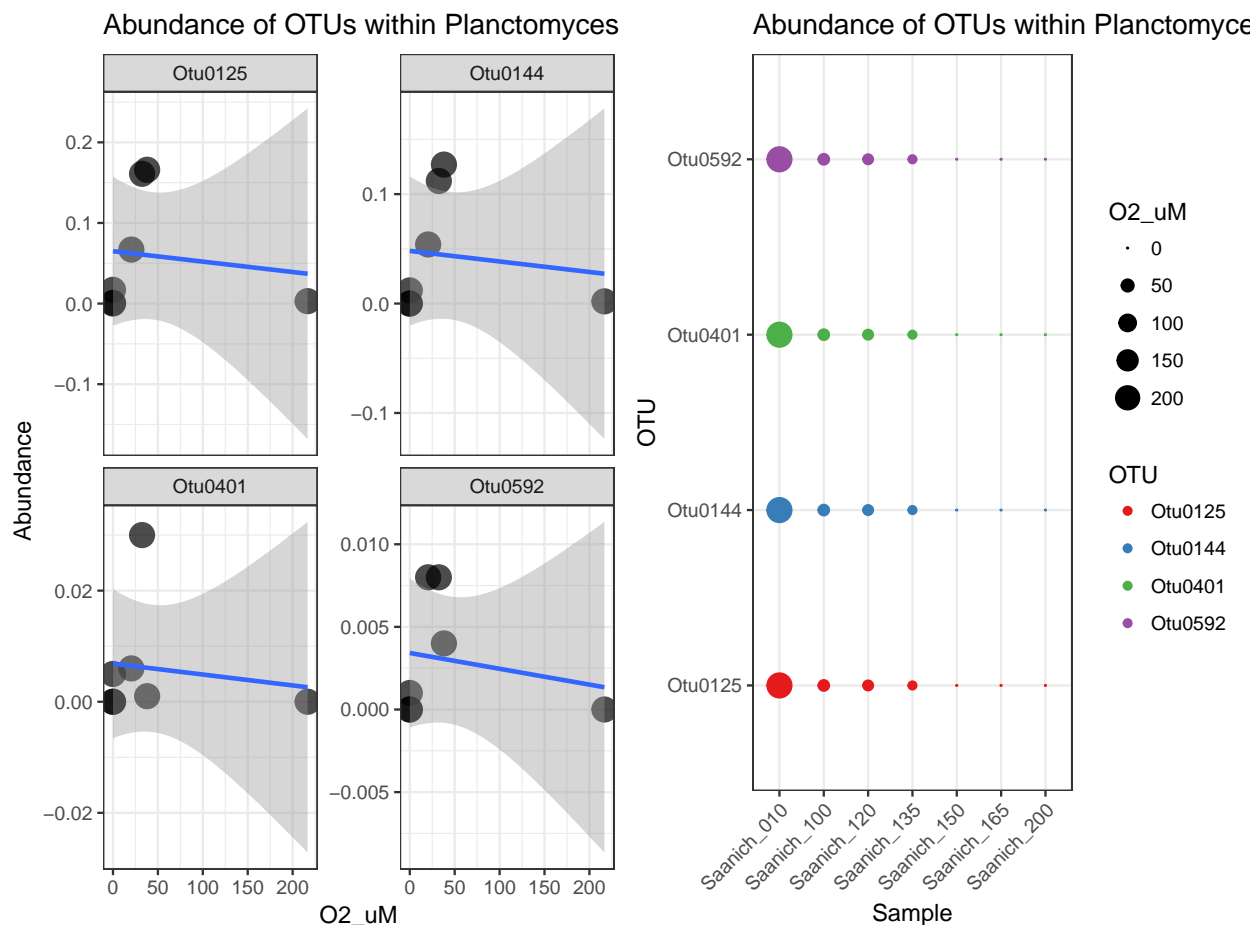 Abundance of OTUs within Planctomyces
Otu0125
Otu0144
0.2
0.1
0.0
−0.1
0.1
0.0
−0.1
Otu0401
Otu0592
0.02
0.00
−0.02
0.010
0.005
0.000
−0.005
0 50 100 150 200
0 50 100 150 200
Abundance
O2_uM
Abundance of OTUs within Planctomyce
Otu0592
Otu0401
Otu0144
Otu0125
OTU
Saanich_010
Saanich_100
Saanich_120
Saanich_135
Saanich_150
Saanich_165
Saanich_200
Sample
O2_uM
0
50
100
150
200
OTU
Otu0125
Otu0144
Otu0401
Otu0592